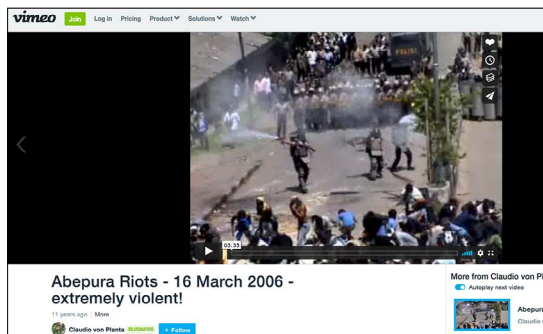 vimeo Join Log in Pricing Product Solutions Watch
POLISI
03:35
Abepura Riots - 16 March 2006 -
extremely violent!
11 years ago | More
Claudio von Planta BUSINESS + Follow
More from Claudio von Pl
Autoplay next video
Abepur
Claudio v